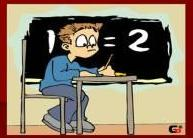 1 = 2